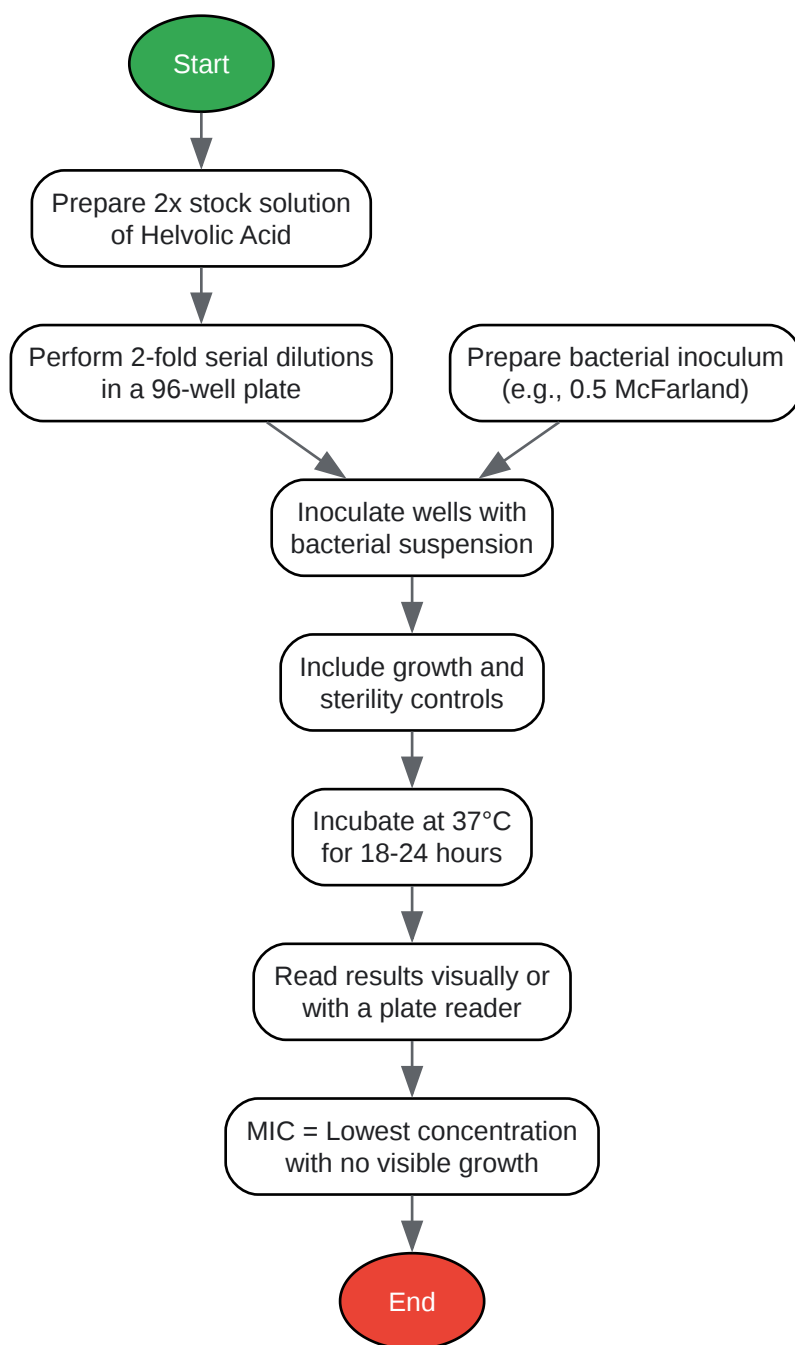 Start
Prepare 2x stock solution
of Helvolic Acid
Perform 2-fold serial dilutions
in a 96-well plate
Prepare bacterial inoculum
(e.g., 0.5 McFarland)
Inoculate wells with
bacterial suspension
Include growth and
sterility controls
Incubate at 37°C
for 18-24 hours
Read results visually or
with a plate reader
MIC = Lowest concentration
with no visible growth
End